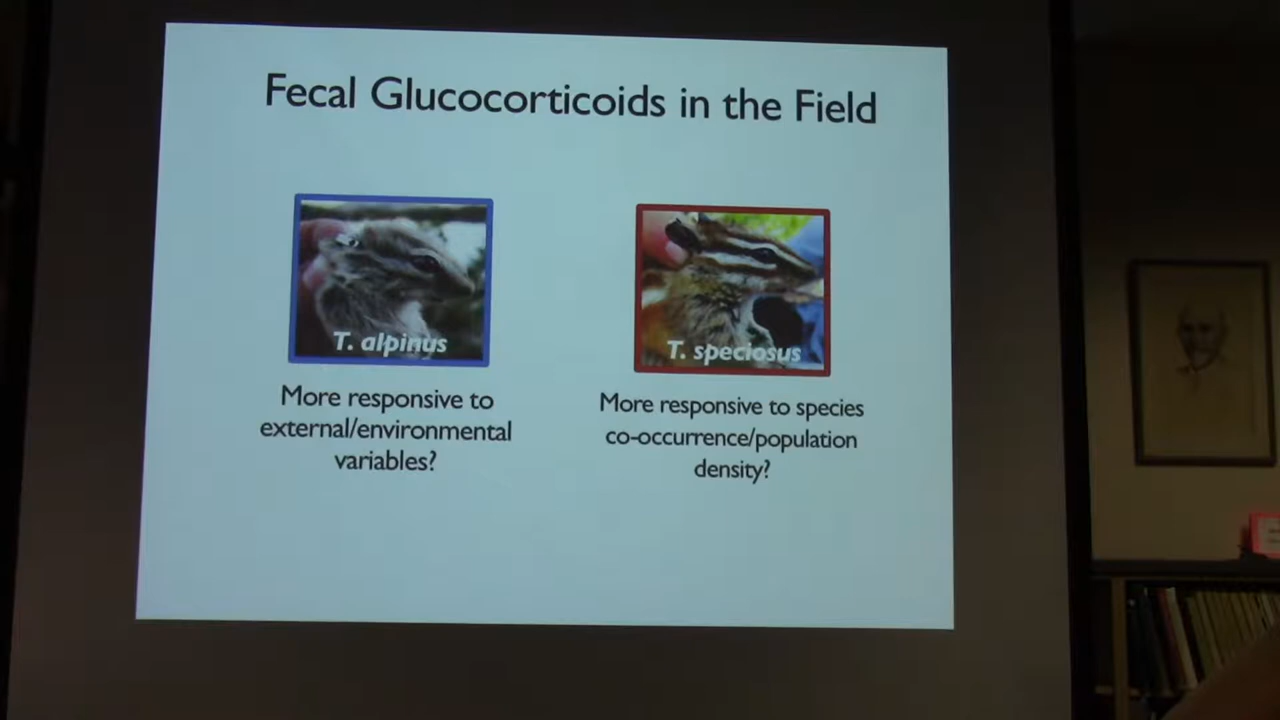 Fecal Glucocorticoids in the Field
T. alpinus
More responsive to
external/environmental
variables?
T. speciosus
More responsive to species
co-occurrence/population
density?